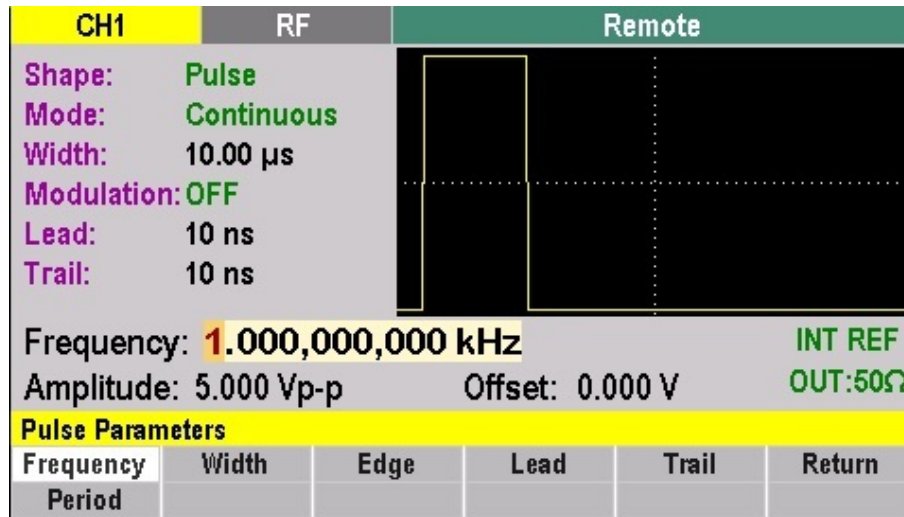 CH1 RF Remote
Shape: Pulse
Mode: Continuous
Width: 10.00 µs
Modulation: OFF
Lead: 10 ns
Trail: 10 ns
Frequency: 1.000,000,000 kHz INT REF
Amplitude: 5.000 Vp-p Offset: 0.000 V OUT:50Ω
Pulse Parameters
Frequency Width Edge Lead Trail Return
Period